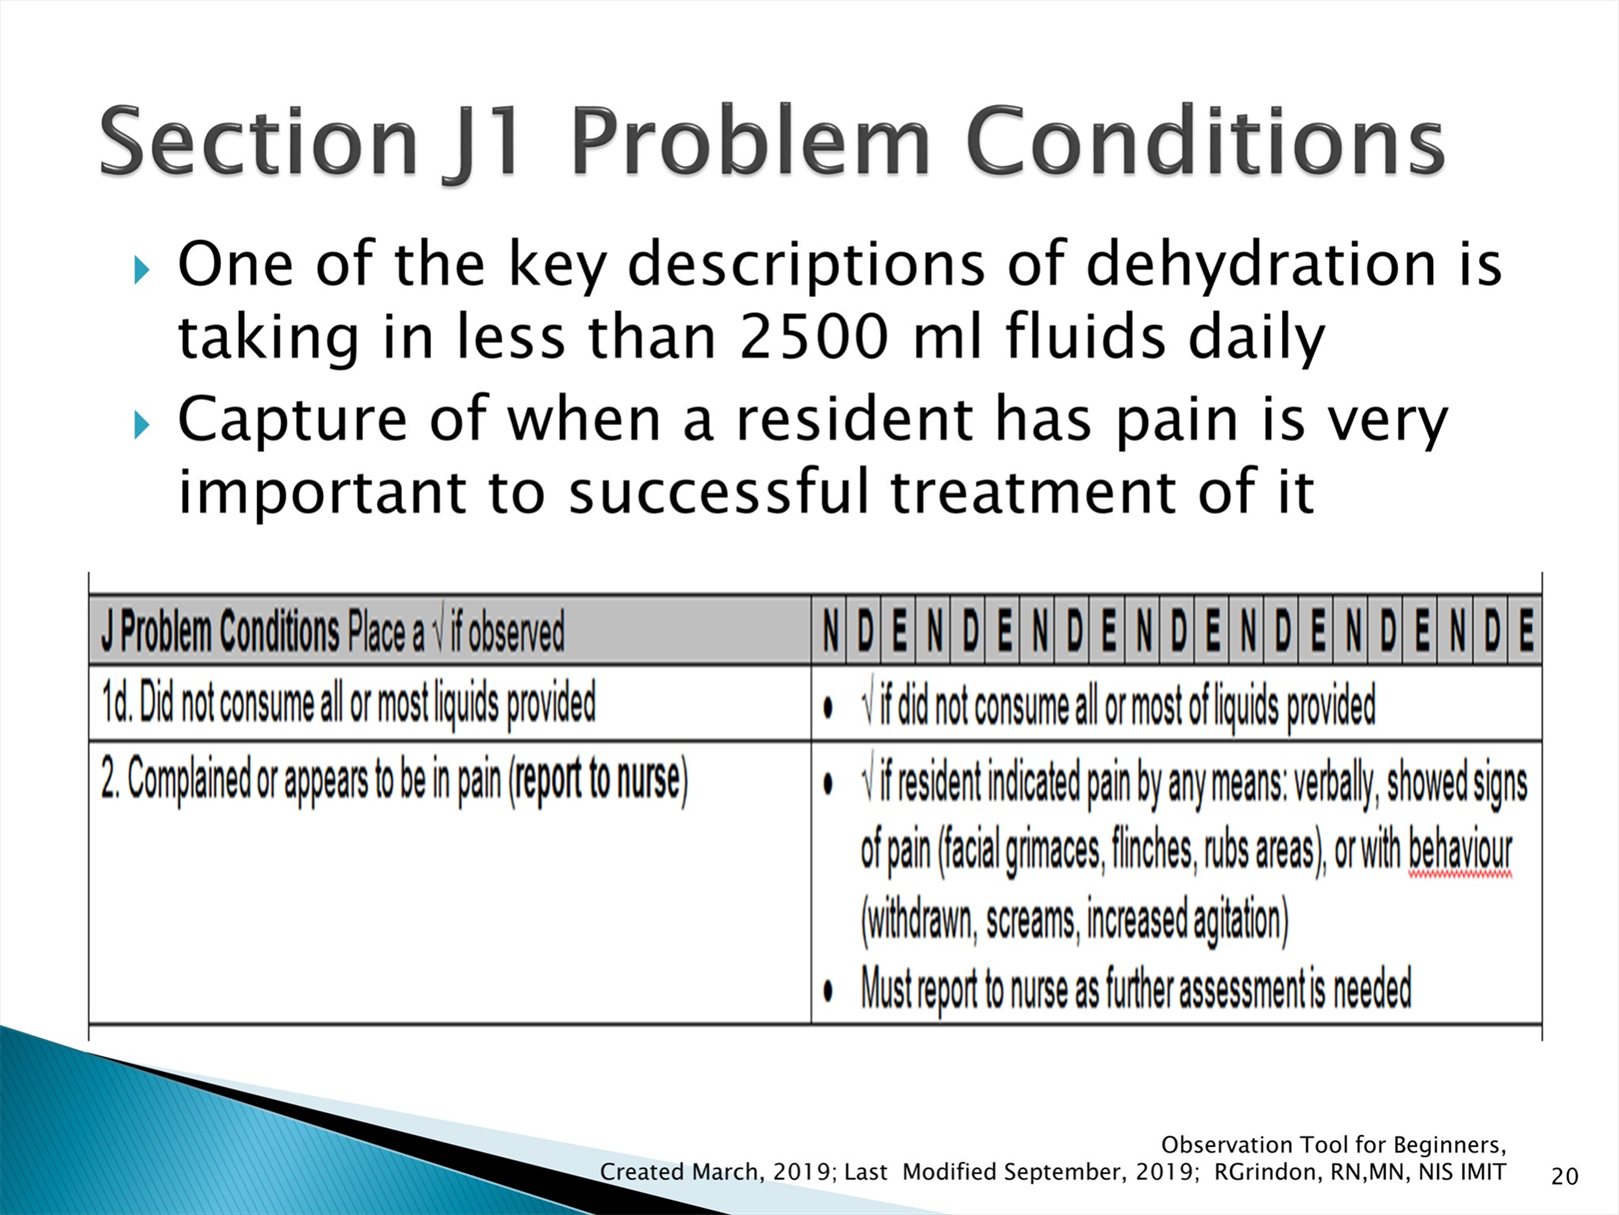 Section J1 Problem Conditions
One of the key descriptions of dehydration is
taking in less than 2500 ml fluids daily
Capture of when a resident has pain is very
important to successful treatment of it
J Problem Conditions Place a √ if observed N D E N D E N D E N D E N D E N D E N D E
1d. Did not consume all or most liquids provided
• √ if did not consume all or most of liquids provided
2. Complained or appears to be in pain (report to nurse)
• √ if resident indicated pain by any means: verbally, showed signs
of pain (facial grimaces, flinches, rubs areas), or with behaviour
(withdrawn, screams, increased agitation)
• Must report to nurse as further assessment is needed
Observation Tool for Beginners,
Created March, 2019; Last Modified September, 2019; RGrindon, RN,MN, NIS IMIT
20